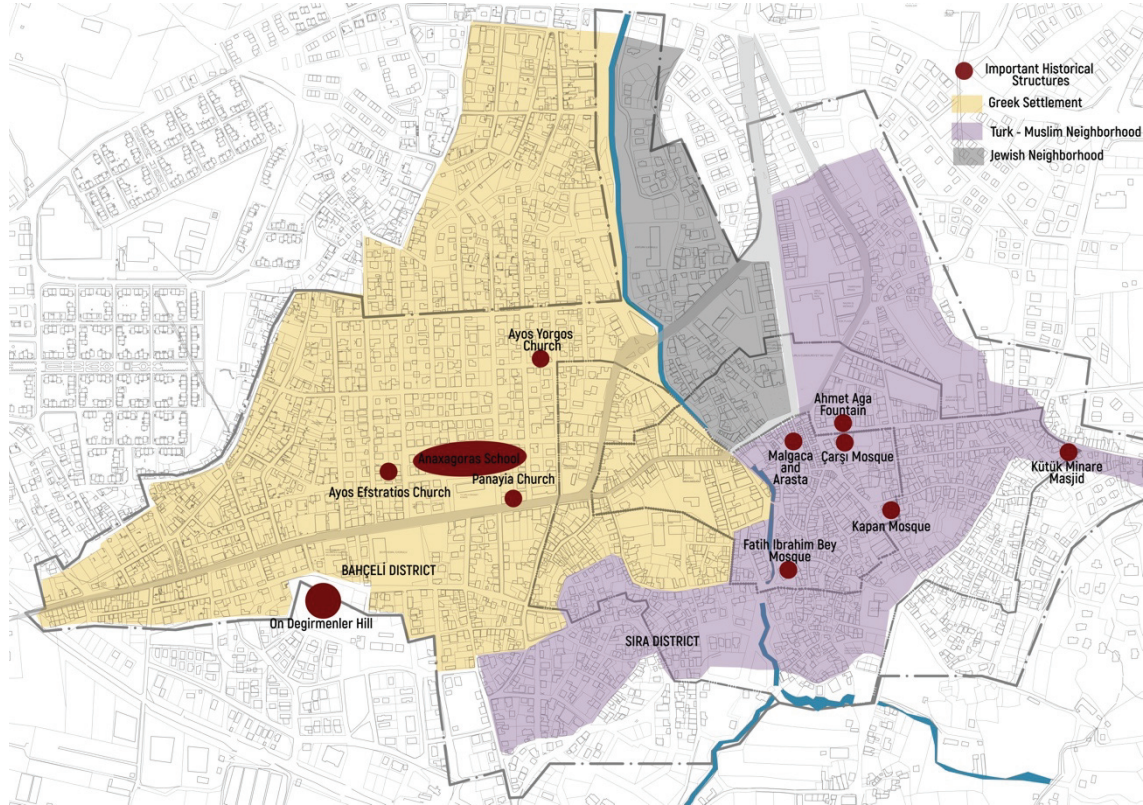 Important Historical
Structures
Greek Settlement
Turk - Muslim Neighborhood
Jewish Neighborhood
Ayos Yorgos
Church
Anaxagoras School
Ayos Efstratios Church
Panayia Church
Ahmet Aga
Fountain
Malgaca
and
Arasta
Çarşı Mosque
Kütük Minare
Masjid
Kapan Mosque
Fatih Ibrahim Bey
Mosque
BAHÇELİ DISTRICT
On Degirmenler Hill
SIRA DISTRICT